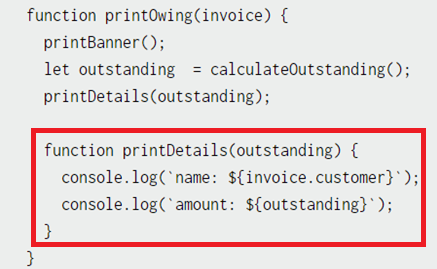 function printOwing(invoice) {
  printBanner();
  let outstanding  = calculateOutstanding();
  printDetails(outstanding);

  function printDetails(outstanding) {
    console.log(`name: ${invoice.customer}`);
    console.log(`amount: ${outstanding}`);
  }
}